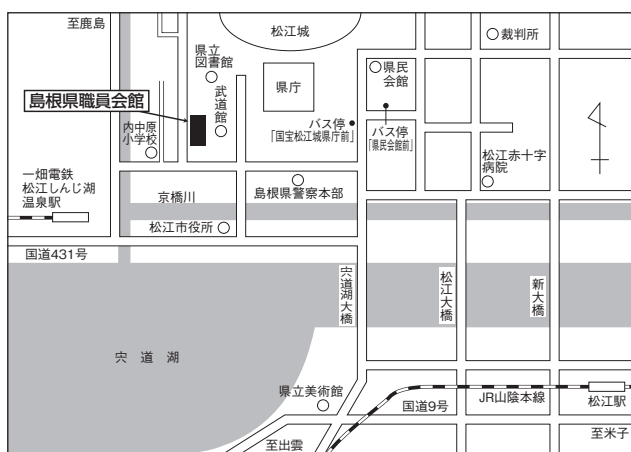 至鹿島
松江城
裁判所
県立
図書館
県民
会館
県庁
島根県職員会館
武道館
バス停
「国宝松江城県庁前」
バス停
「県民会館前」
内中原
小学校
松江赤十字
病院
一畑電鉄
松江しんじ湖
温泉駅
京橋川
島根県警察本部
松江市役所
国道431号
宍道湖大橋
松江大橋
新大橋
宍道湖
県立美術館
国道9号
JR山陰本線
松江駅
至出雲
至米子